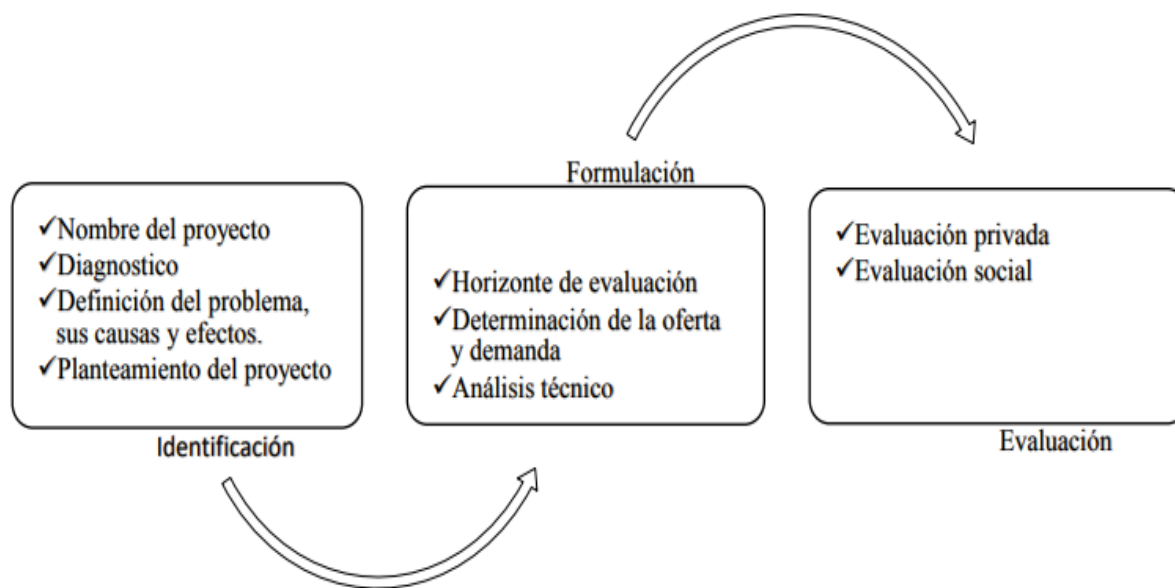 ✓Nombre del proyecto
✓Diagnostico
✓Definición del problema,
sus causas y efectos.
✓Planteamiento del proyecto
Identificación
Formulación
✓Horizonte de evaluación
✓Determinación de la oferta
y demanda
✓Análisis técnico
✓Evaluación privada
✓Evaluación social
Evaluación